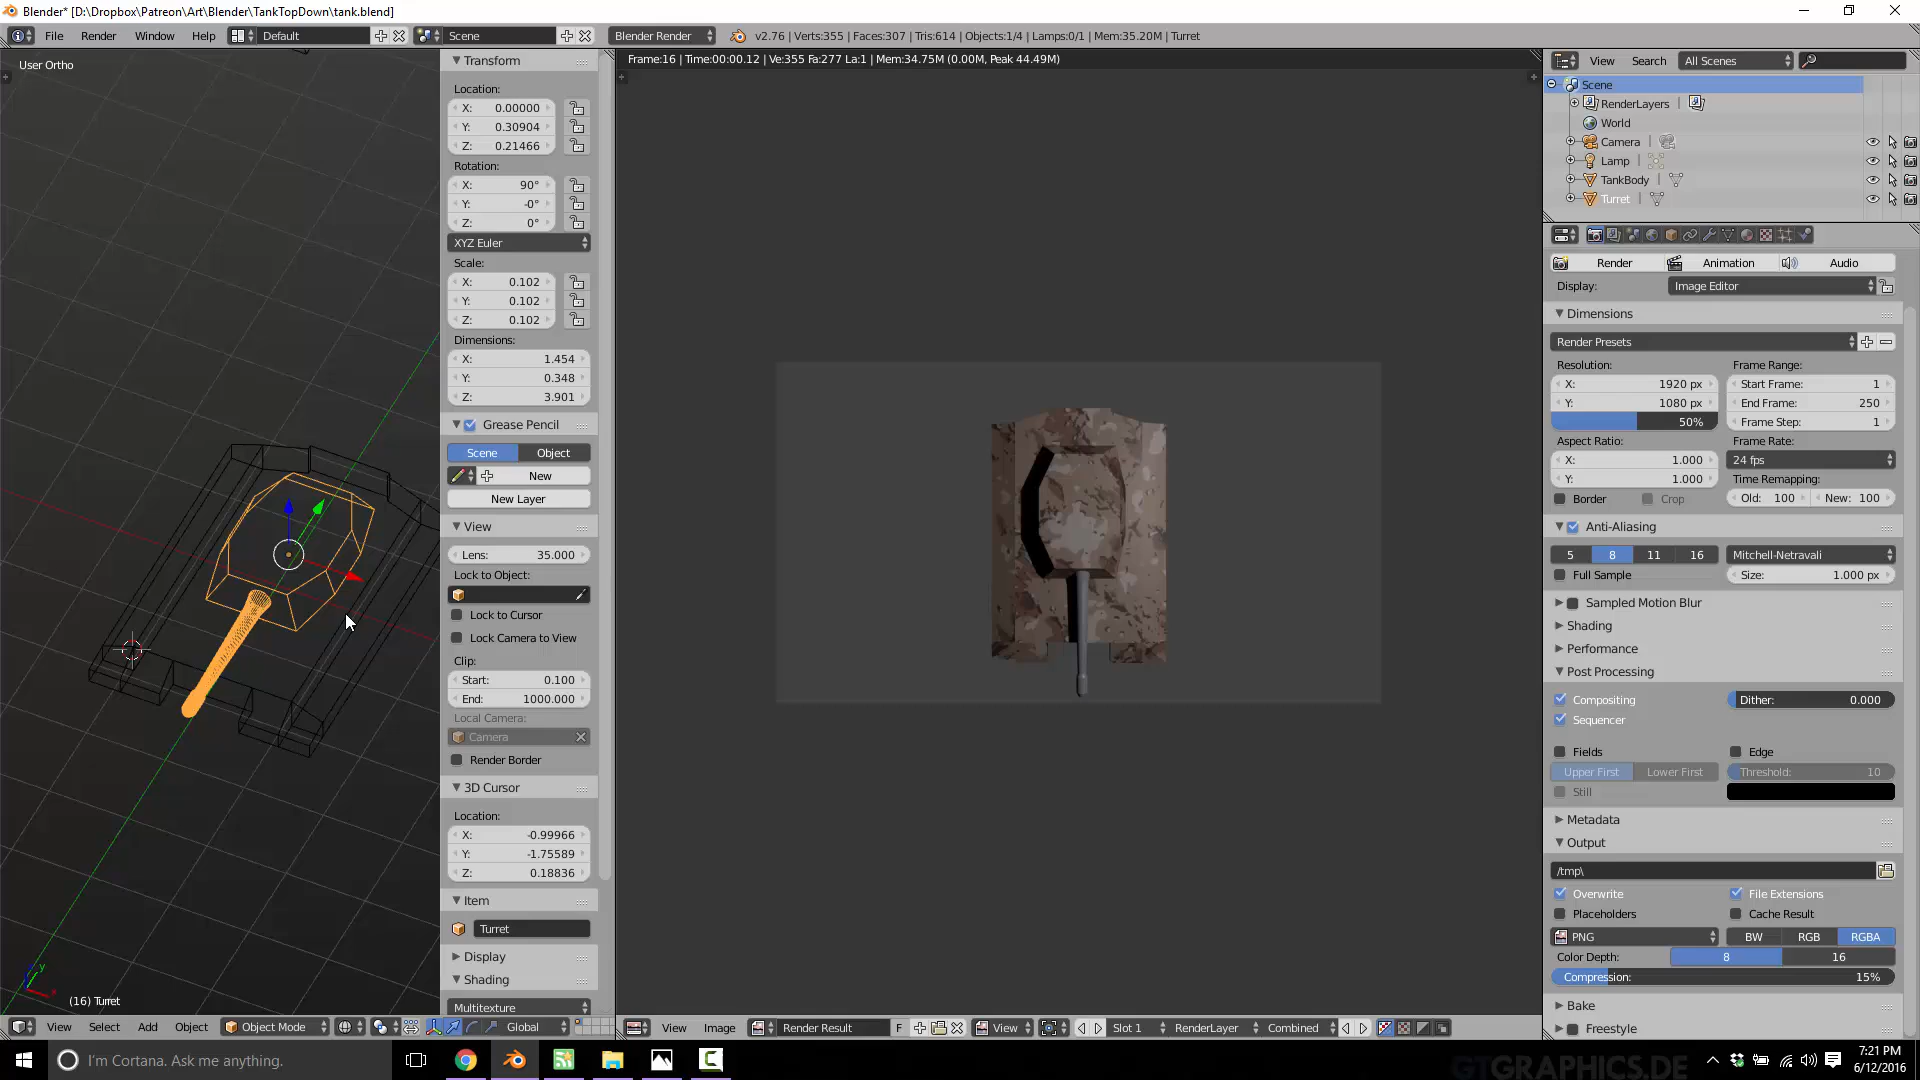 Blender* [D:\Dropbox\Patreon\Art\Blender\TankTopDown\tank.blend]
File Render Window Help Default Scene Blender Render v2.76 | Verts:355 | Faces:307 | Tris:614 | Objects:1/4 | Lamps:0/1 | Mem:35.20M | Turret
User Ortho
(16) Turret
View Select Add Object Object Mode Global
Transform
Location:
X: 0.00000
Y: 0.30904
Z: 0.21466
Rotation:
X: 90°
Y: -0°
Z: 0°
XYZ Euler
Scale:
X: 0.102
Y: 0.102
Z: 0.102
Dimensions:
X: 1.454
Y: 0.348
Z: 3.901
Grease Pencil
Scene Object
New
New Layer
View
Lens: 35.000
Lock to Object:
Lock to Cursor
Lock Camera to View
Clip:
Start: 0.100
End: 1000.000
Local Camera:
Camera
Render Border
3D Cursor
Location:
X: -0.99966
Y: -1.75589
Z: 0.18836
Item
Turret
Display
Shading
Multitexture
Frame:16 | Time:00:00.12 | Ve:355 Fa:277 La:1 | Mem:34.75M (0.00M, Peak 44.49M)
View Image Render Result F View Slot 1 RenderLayer Combined
View Search All Scenes
Scene
RenderLayers
World
Camera
Lamp
TankBody
Turret
Render Animation Audio
Display: Image Editor
Dimensions
Render Presets
Resolution: Frame Range:
X: 1920 px Start Frame: 1
Y: 1080 px End Frame: 250
50% Frame Step: 1
Aspect Ratio: Frame Rate:
X: 1.000 24 fps
Y: 1.000 Time Remapping:
Border Crop Old: 100 New: 100
Anti-Aliasing
5 8 11 16 Mitchell-Netravali
Full Sample Size: 1.000 px
Sampled Motion Blur
Shading
Performance
Post Processing
Compositing Dither: 0.000
Sequencer
Fields Edge
Upper First Lower First Threshold: 10
Still
Metadata
Output
/tmp\
Overwrite File Extensions
Placeholders Cache Result
PNG BW RGB RGBA
Color Depth: 8 16
Compression: 15%
Bake
Freestyle
I'm Cortana. Ask me anything.
GTGRAPHICS.DE
7:21 PM
6/12/2016